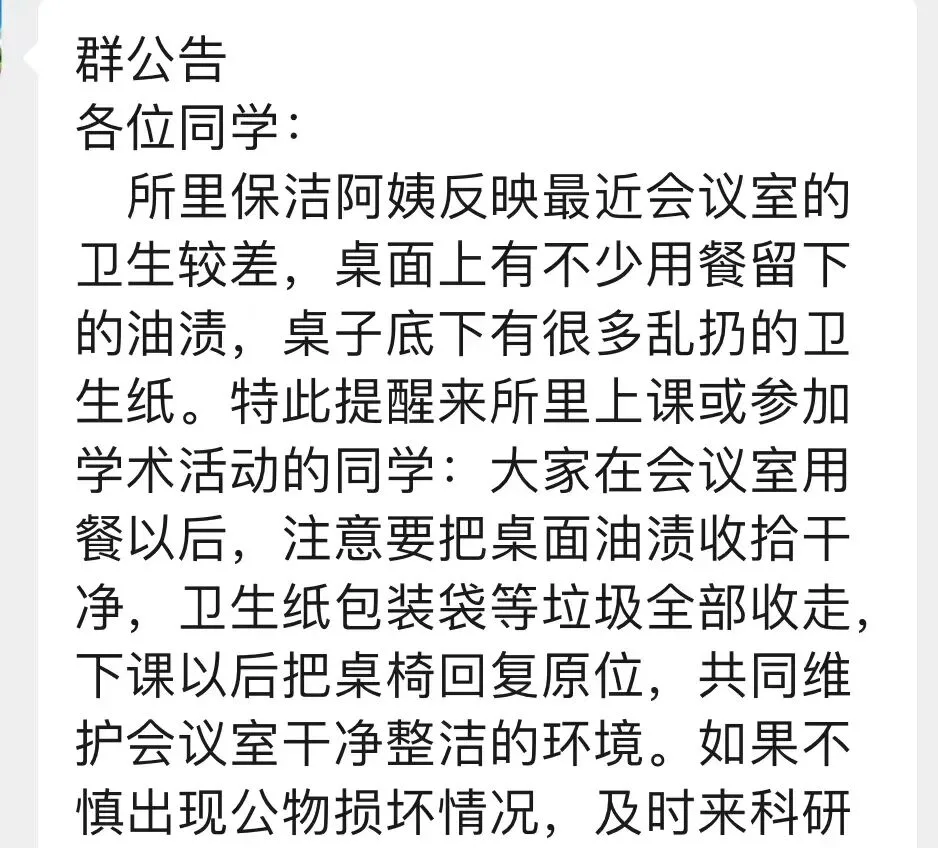 群公告
各位同学：
所里保洁阿姨反映最近会议室的
卫生较差，桌面上有不少用餐留下
的油渍，桌子底下有很多乱扔的卫
生纸。特此提醒来所里上课或参加
学术活动的同学：大家在会议室用
餐以后，注意要把桌面油渍收拾干
净，卫生纸包装袋等垃圾全部收走，
下课以后把桌椅回复原位，共同维
护会议室干净整洁的环境。如果不
慎出现公物损坏情况，及时来科研